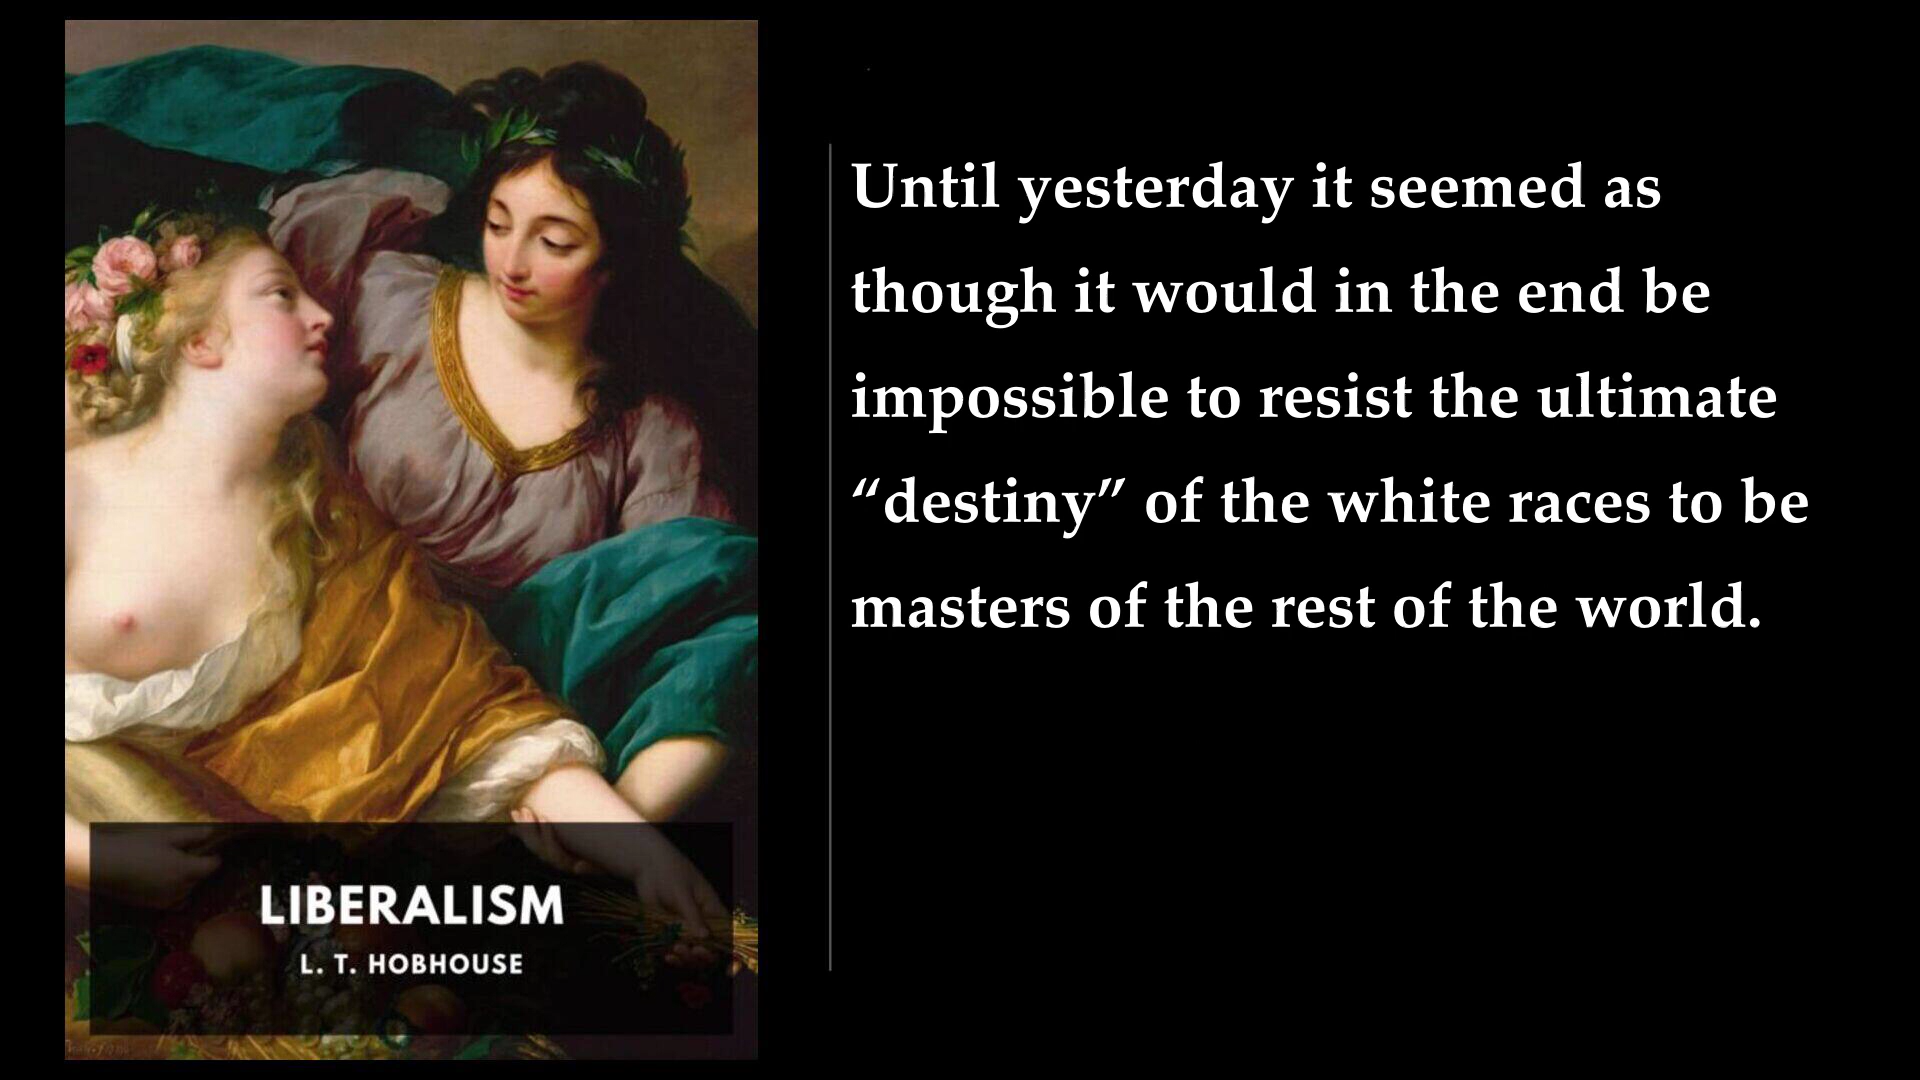 Until yesterday it seemed as
though it would in the end be
impossible to resist the ultimate
“destiny” of the white races to be
masters of the rest of the world.
LIBERALISM
L. T. HOBHOUSE